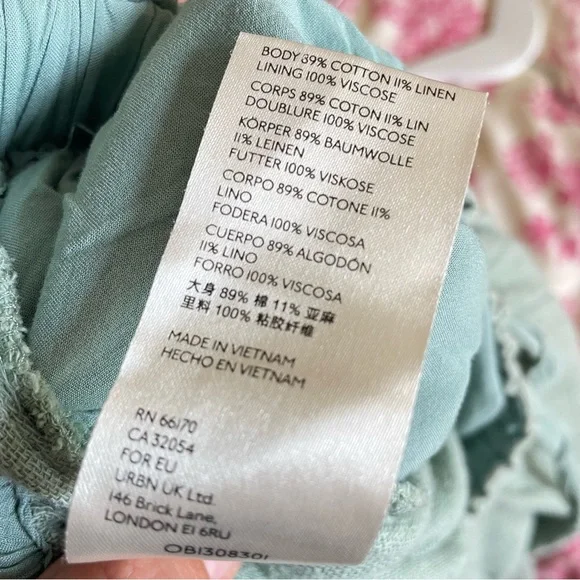 BODY 89% COTTON 11% LINEN
LINING 100% VISCOSE
CORPS 89% COTON 11% LIN
DOUBLURE 100% VISCOSE
KÖRPER 89% BAUMWOLLE
11% LEINEN
FUTTER 100% VISKOSE
CORPO 89% COTONE 11%
LINO
FODERA 100% VISCOSA
CUERPO 89% ALGODÓN
11% LINO
FORRO 100% VISCOSA
大身 89% 棉 11% 亚麻
里料 100% 粘胶纤维
MADE IN VIETNAM
HECHO EN VIETNAM
RN 66170
CA 32054
FOR EU
URBN UK Ltd.
146 Brick Lane,
LONDON E1 6RU
OB1308301